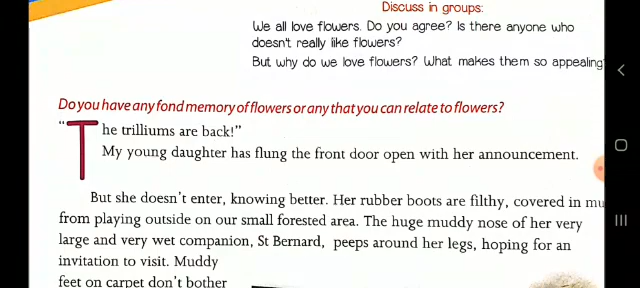 Discuss in groups:
We all love flowers. Do you agree? Is there anyone who
doesn't really like flowers?
But why do we love flowers? What makes them so appealing
Do you have any fond memory of flowers or any that you can relate to flowers?
"The trilliums are back!"
My young daughter has flung the front door open with her announcement.
But she doesn't enter, knowing better. Her rubber boots are filthy, covered in mu
from playing outside on our small forested area. The huge muddy nose of her very
large and very wet companion, St Bernard, peeps around her legs, hoping for an
invitation to visit. Muddy
feet on carpet don't bother